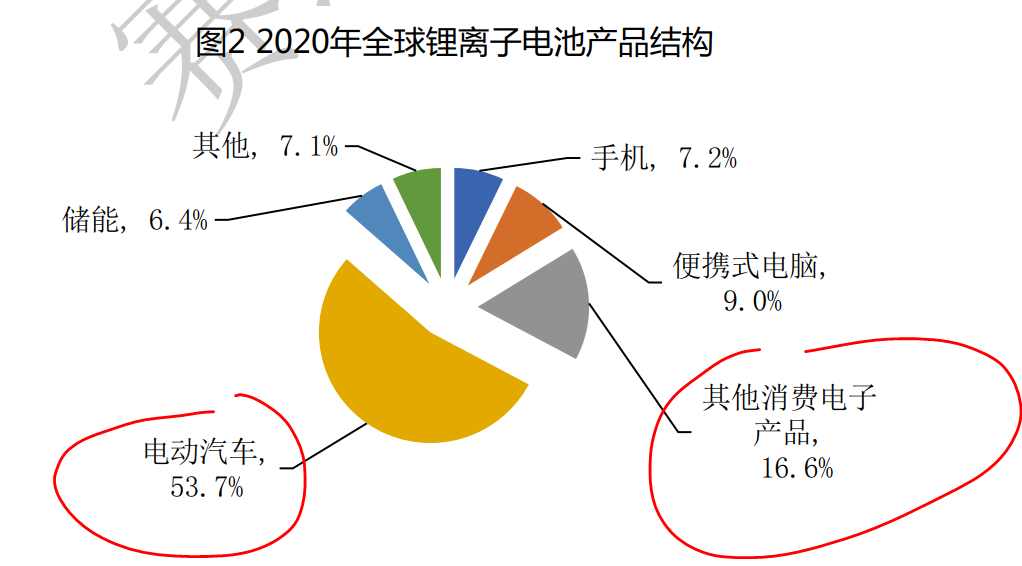 图2 2020年全球锂离子电池产品结构
其他, 7.1%
手机, 7.2%
储能, 6.4%
便携式电脑,
9.0%
其他消费电子
产品,
16.6%
电动汽车,
53.7%
赛